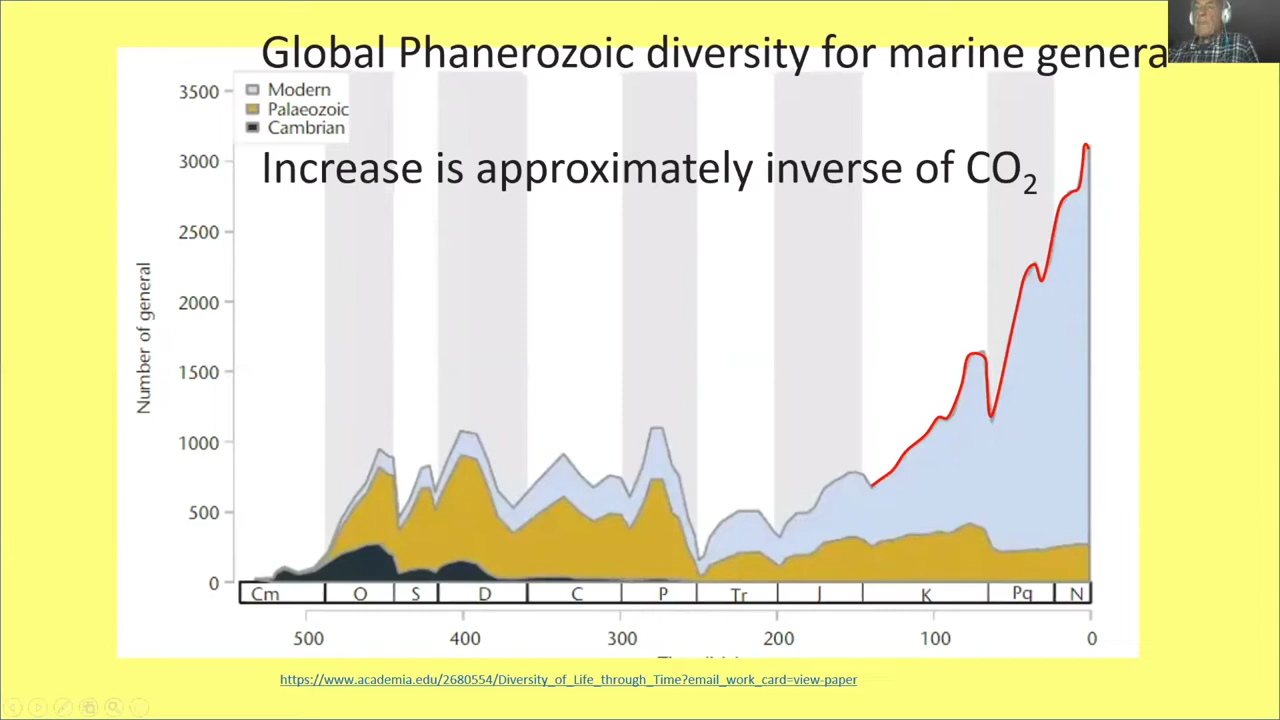 Global Phanerozoic diversity for marine genera
Modern
Palaeozoic
Cambrian
Increase is approximately inverse of CO₂
Number of general
3500
3000
2500
2000
1500
1000
500
0
Cm O S D C P Tr J K Pg N
500 400 300 200 100 0
https://www.academia.edu/2680554/Diversity_of_Life_through_Time?email_work_card=view-paper